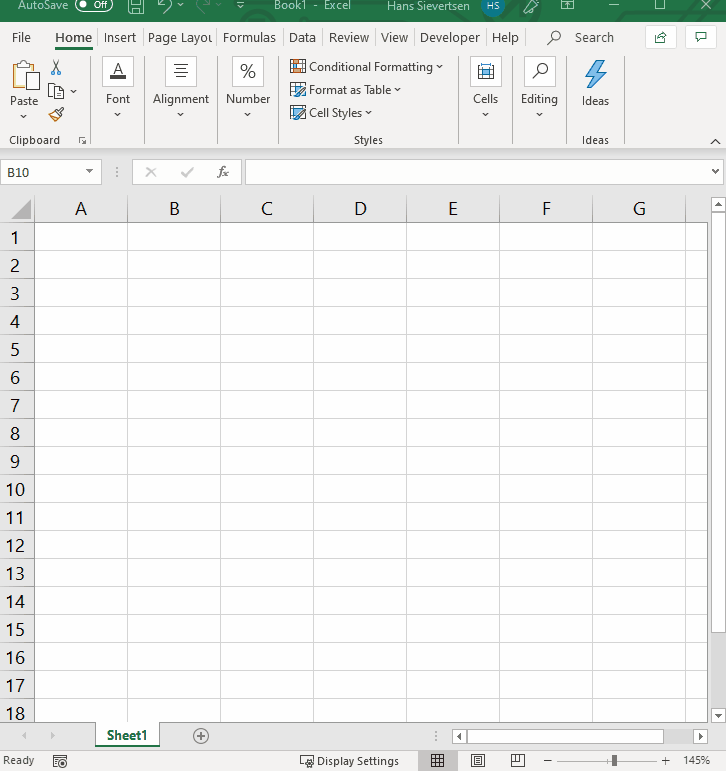 AutoSave Off Book1 - Excel Hans Sievertsen HS
File Home Insert Page Layou Formulas Data Review View Developer Help Search
Paste
Clipboard
A
Font
Alignment
%
Number
Conditional Formatting
Format as Table
Cell Styles
Styles
Cells
Editing
Ideas
Ideas
B10 fx
A B C D E F G
1
2
3
4
5
6
7
8
9
10
11
12
13
14
15
16
17
18
Sheet1
Ready Display Settings 145%